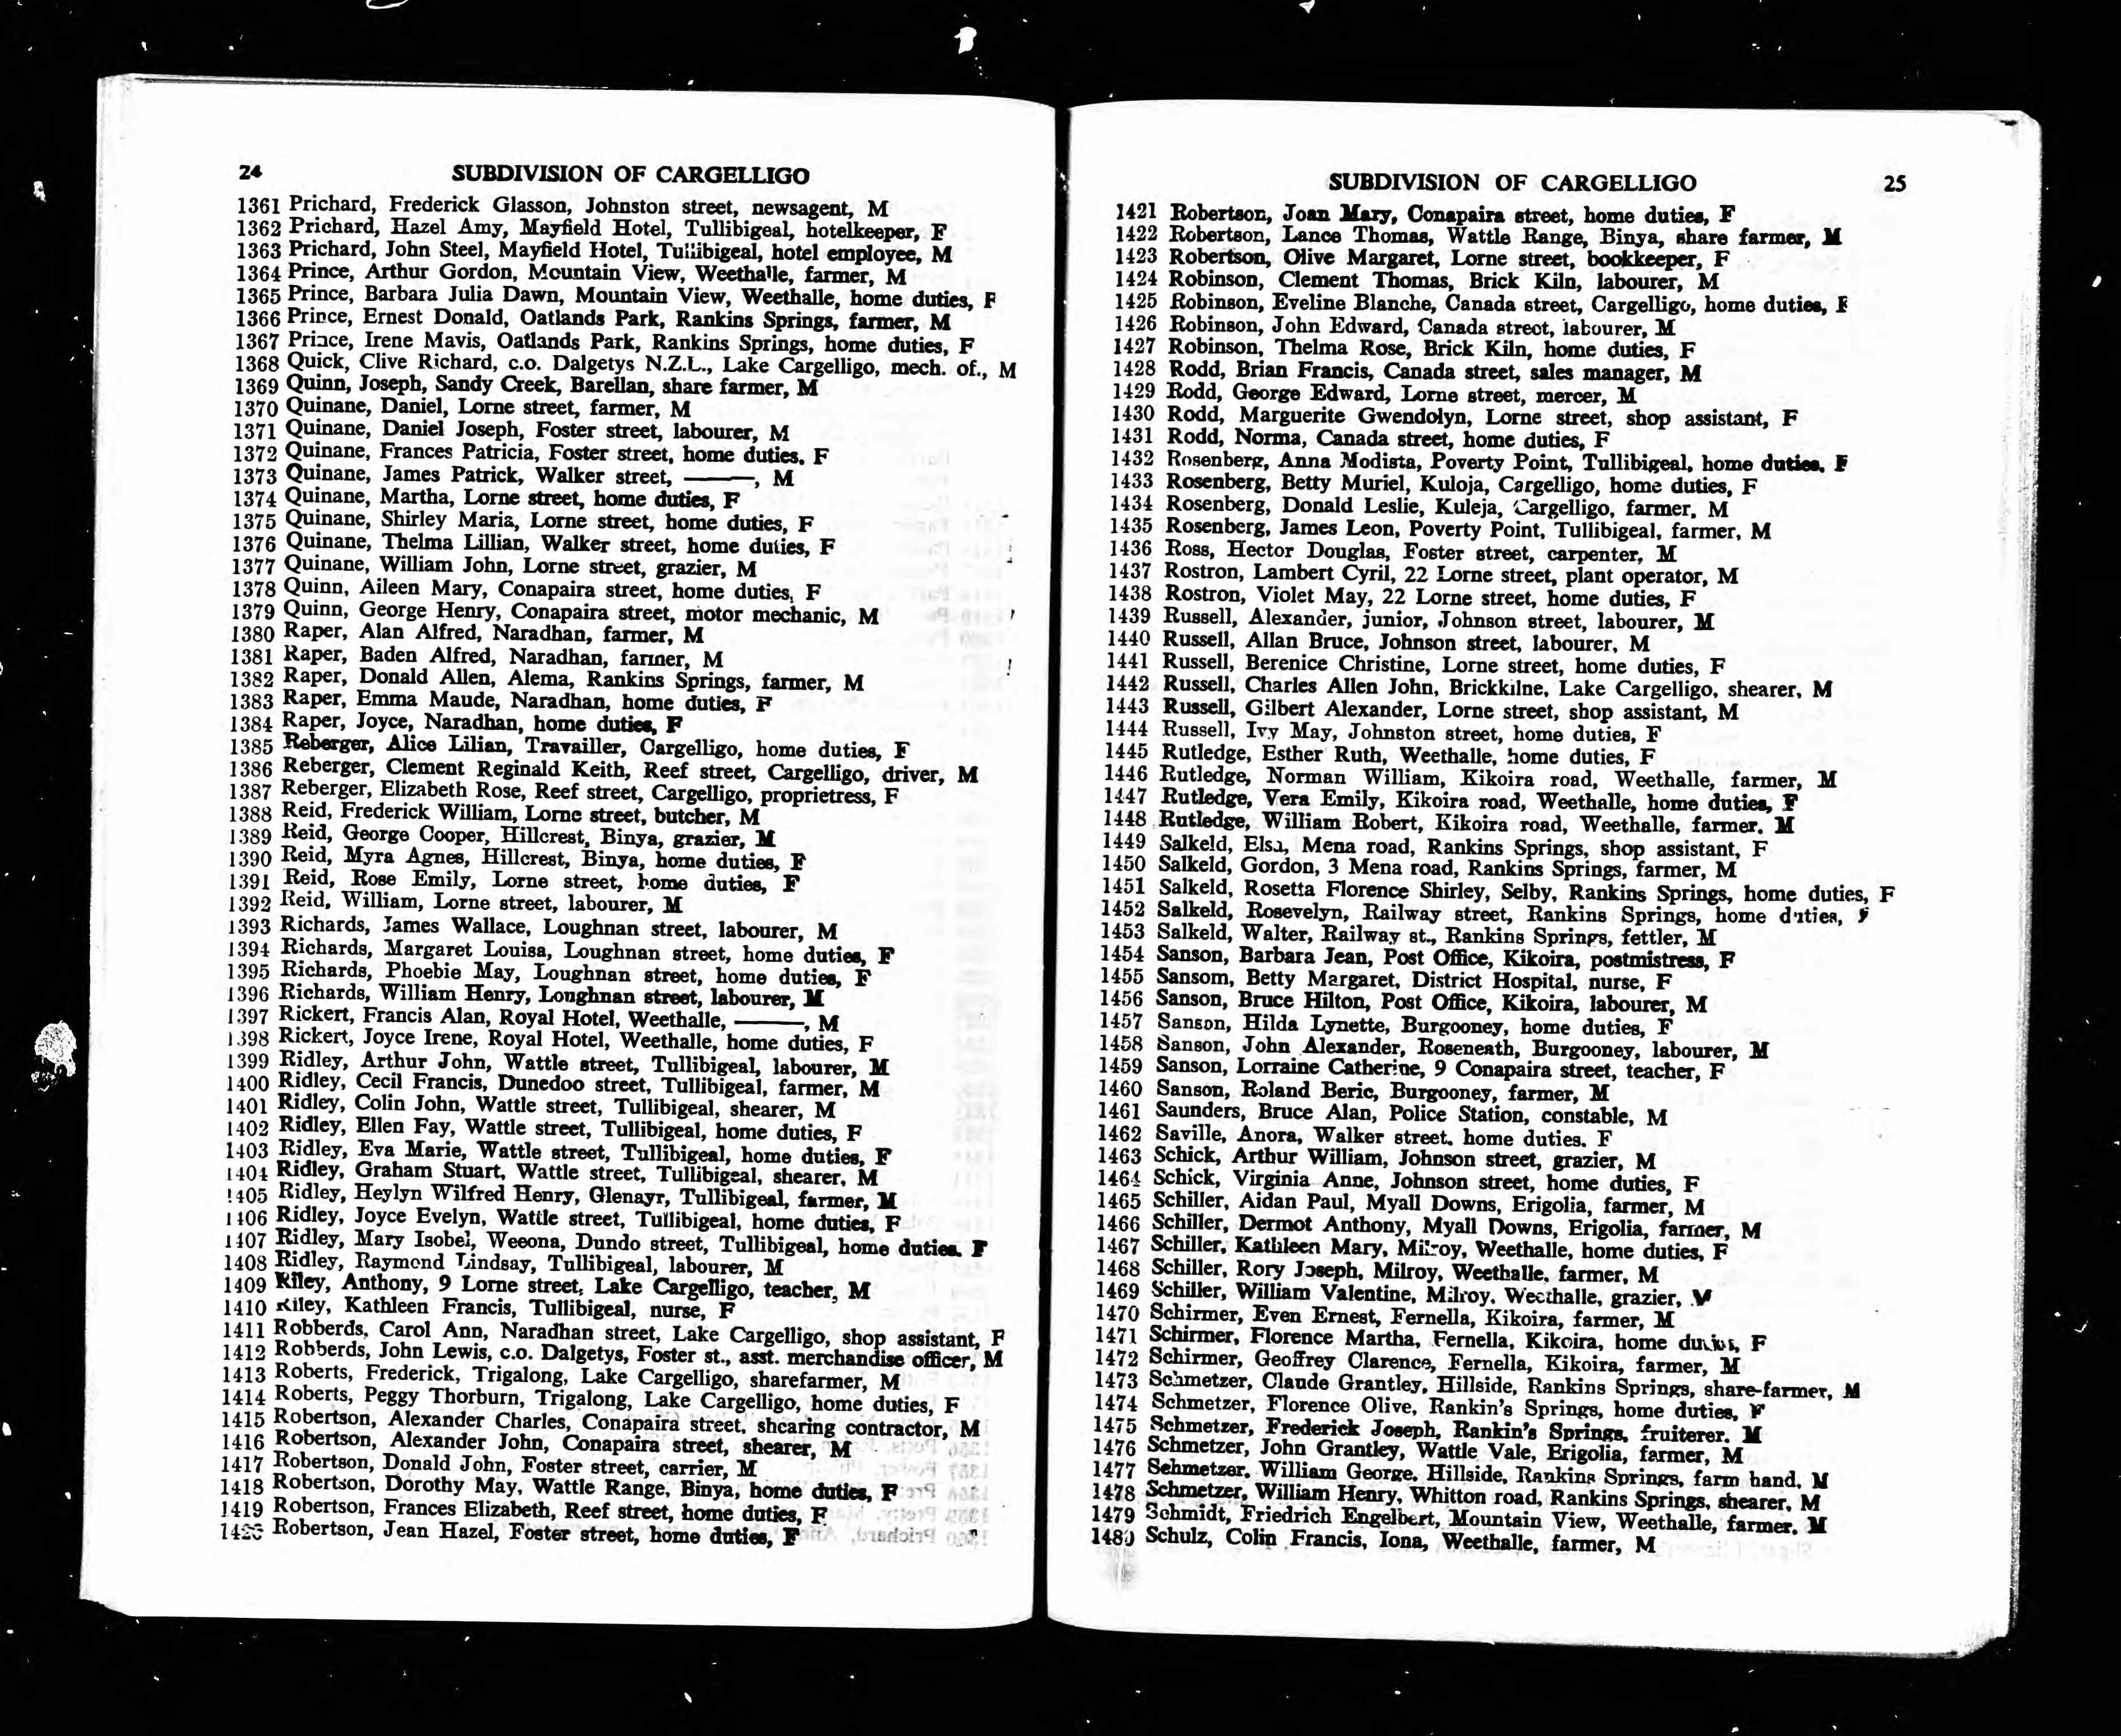 24
SUBDIVISION OF CARGELLIGO
1361 Prichard, Frederick Glasson, Johnston street, newsagent, M
1362 Prichard, Hazel Amy, Mayfield Hotel, Tullibigeal, hotelkeeper, F
1363 Prichard, John Steel, Mayfield Hotel, Tullibigeal, hotel employee, M
1364 Prince, Arthur Gordon, Mountain View, Weethalle, farmer, M
1365 Prince, Barbara Julia Dawn, Mountain View, Weethalle, home duties, F
1366 Prince, Ernest Donald, Oatlands Park, Rankins Springs, farmer, M
1367 Prince, Irene Mavis, Oatlands Park, Rankins Springs, home duties, F
1368 Quick, Clive Richard, c.o. Dalgetys N.Z.L., Lake Cargelligo, mech. of., M
1369 Quinn, Joseph, Sandy Creek, Barellan, share farmer, M
1370 Quinane, Daniel, Lorne street, farmer, M
1371 Quinane, Daniel Joseph, Foster street, labourer, M
1372 Quinane, Frances Patricia, Foster street, home duties, F
1373 Quinane, James Patrick, Walker street, ———, M
1374 Quinane, Martha, Lorne street, home duties, F
1375 Quinane, Shirley Maria, Lorne street, home duties, F
1376 Quinane, Thelma Lillian, Walker street, home duties, F
1377 Quinane, William John, Lorne street, grazier, M
1378 Quinn, Aileen Mary, Conapaira street, home duties, F
1379 Quinn, George Henry, Conapaira street, motor mechanic, M
1380 Raper, Alan Alfred, Naradhan, farmer, M
1381 Raper, Baden Alfred, Naradhan, farmer, M
1382 Raper, Donald Allen, Alema, Rankins Springs, farmer, M
1383 Raper, Emma Maude, Naradhan, home duties, F
1384 Raper, Joyce, Naradhan, home duties, F
1385 Reberger, Alice Lilian, Travailler, Cargelligo, home duties, F
1386 Reberger, Clement Reginald Keith, Reef street, Cargelligo, driver, M
1387 Reberger, Elizabeth Rose, Reef street, Cargelligo, proprietress, F
1388 Reid, Frederick William, Lorne street, butcher, M
1389 Reid, George Cooper, Hillcrest, Binya, grazier, M
1390 Reid, Myra Agnes, Hillcrest, Binya, home duties, F
1391 Reid, Rose Emily, Lorne street, home duties, F
1392 Reid, William, Lorne street, labourer, M
1393 Richards, James Wallace, Loughnan street, labourer, M
1394 Richards, Margaret Louisa, Loughnan street, home duties, F
1395 Richards, Phoebie May, Loughnan street, home duties, F
1396 Richards, William Henry, Loughnan street, labourer, M
1397 Rickert, Francis Alan, Royal Hotel, Weethalle, ———, M
1398 Rickert, Joyce Irene, Royal Hotel, Weethalle, home duties, F
1399 Ridley, Arthur John, Wattle street, Tullibigeal, labourer, M
1400 Ridley, Cecil Francis, Dunedoo street, Tullibigeal, farmer, M
1401 Ridley, Colin John, Wattle street, Tullibigeal, shearer, M
1402 Ridley, Ellen Fay, Wattle street, Tullibigeal, home duties, F
1403 Ridley, Eva Marie, Wattle street, Tullibigeal, home duties, F
1404 Ridley, Graham Stuart, Wattle street, Tullibigeal, shearer, M
1405 Ridley, Heylyn Wilfred Henry, Glenayr, Tullibigeal, farmer, M
1406 Ridley, Joyce Evelyn, Wattle street, Tullibigeal, home duties, F
1407 Ridley, Mary Isobel, Weeona, Dundo street, Tullibigeal, home duties, F
1408 Ridley, Raymond Lindsay, Tullibigeal, labourer, M
1409 Riley, Anthony, 9 Lorne street, Lake Cargelligo, teacher, M
1410 Riley, Kathleen Francis, Tullibigeal, nurse, F
1411 Robberds, Carol Ann, Naradhan street, Lake Cargelligo, shop assistant, F
1412 Robberds, John Lewis, c.o. Dalgetys, Foster st., asst. merchandise officer, M
1413 Roberts, Frederick, Trigalong, Lake Cargelligo, sharefarmer, M
1414 Roberts, Peggy Thorburn, Trigalong, Lake Cargelligo, home duties, F
1415 Robertson, Alexander Charles, Conapaira street, shearing contractor, M
1416 Robertson, Alexander John, Conapaira street, shearer, M
1417 Robertson, Donald John, Foster street, carrier, M
1418 Robertson, Dorothy May, Wattle Range, Binya, home duties, F
1419 Robertson, Frances Elizabeth, Reef street, home duties, F
1420 Robertson, Jean Hazel, Foster street, home duties, F
SUBDIVISION OF CARGELLIGO
25
1421 Robertson, Joan Mary, Conapaira street, home duties, F
1422 Robertson, Lance Thomas, Wattle Range, Binya, share farmer, M
1423 Robertson, Olive Margaret, Lorne street, bookkeeper, F
1424 Robinson, Clement Thomas, Brick Kiln, labourer, M
1425 Robinson, Eveline Blanche, Canada street, Cargelligo, home duties, F
1426 Robinson, John Edward, Canada street, labourer, M
1427 Robinson, Thelma Rose, Brick Kiln, home duties, F
1428 Rodd, Brian Francis, Canada street, sales manager, M
1429 Rodd, George Edward, Lorne street, mercer, M
1430 Rodd, Marguerite Gwendolyn, Lorne street, shop assistant, F
1431 Rodd, Norma, Canada street, home duties, F
1432 Rosenberg, Anna Modista, Poverty Point, Tullibigeal, home duties, F
1433 Rosenberg, Betty Muriel, Kuloja, Cargelligo, home duties, F
1434 Rosenberg, Donald Leslie, Kuleja, Cargelligo, farmer, M
1435 Rosenberg, James Leon, Poverty Point, Tullibigeal, farmer, M
1436 Ross, Hector Douglas, Foster street, carpenter, M
1437 Rostron, Lambert Cyril, 22 Lorne street, plant operator, M
1438 Rostron, Violet May, 22 Lorne street, home duties, F
1439 Russell, Alexander, junior, Johnson street, labourer, M
1440 Russell, Allan Bruce, Johnson street, labourer, M
1441 Russell, Berenice Christine, Lorne street, home duties, F
1442 Russell, Charles Allen John, Brickkilne, Lake Cargelligo, shearer, M
1443 Russell, Gilbert Alexander, Lorne street, shop assistant, M
1444 Russell, Ivy May, Johnston street, home duties, F
1445 Rutledge, Esther Ruth, Weethalle, home duties, F
1446 Rutledge, Norman William, Kikoira road, Weethalle, farmer, M
1447 Rutledge, Vera Emily, Kikoira road, Weethalle, home duties, F
1448 Rutledge, William Robert, Kikoira road, Weethalle, farmer, M
1449 Salkeld, Elsa, Mena road, Rankins Springs, shop assistant, F
1450 Salkeld, Gordon, 3 Mena road, Rankins Springs, farmer, M
1451 Salkeld, Rosetta Florence Shirley, Selby, Rankins Springs, home duties, F
1452 Salkeld, Rosevelyn, Railway street, Rankins Springs, home duties, F
1453 Salkeld, Walter, Railway st., Rankins Springs, fettler, M
1454 Sanson, Barbara Jean, Post Office, Kikoira, postmistress, F
1455 Sansom, Betty Margaret, District Hospital, nurse, F
1456 Sanson, Bruce Hilton, Post Office, Kikoira, labourer, M
1457 Sanson, Hilda Lynette, Burgooney, home duties, F
1458 Sanson, John Alexander, Roseneath, Burgooney, labourer, M
1459 Sanson, Lorraine Catherine, 9 Conapaira street, teacher, F
1460 Sanson, Roland Beric, Burgooney, farmer, M
1461 Saunders, Bruce Alan, Police Station, constable, M
1462 Saville, Anora, Walker street, home duties, F
1463 Schick, Arthur William, Johnson street, grazier, M
1464 Schick, Virginia Anne, Johnson street, home duties, F
1465 Schiller, Aidan Paul, Myall Downs, Erigolia, farmer, M
1466 Schiller, Dermot Anthony, Myall Downs, Erigolia, farmer, M
1467 Schiller, Kathleen Mary, Milroy, Weethalle, home duties, F
1468 Schiller, Rory Joseph, Milroy, Weethalle, farmer, M
1469 Schiller, William Valentine, Milroy, Weethalle, grazier, M
1470 Schirmer, Even Ernest, Fernella, Kikoira, farmer, M
1471 Schirmer, Florence Martha, Fernella, Kikoira, home duties, F
1472 Schirmer, Geoffrey Clarence, Fernella, Kikoira, farmer, M
1473 Schmetzer, Claude Grantley, Hillside, Rankins Springs, share-farmer, M
1474 Schmetzer, Florence Olive, Rankin's Springs, home duties, F
1475 Schmetzer, Frederick Joseph, Rankin's Springs, fruiterer, M
1476 Schmetzer, John Grantley, Wattle Vale, Erigolia, farmer, M
1477 Schmetzer, William George, Hillside, Rankins Springs, farm hand, M
1478 Schmetzer, William Henry, Whitton road, Rankins Springs, shearer, M
1479 Schmidt, Friedrich Engelbert, Mountain View, Weethalle, farmer, M
1480 Schulz, Colin Francis, Iona, Weethalle, farmer, M